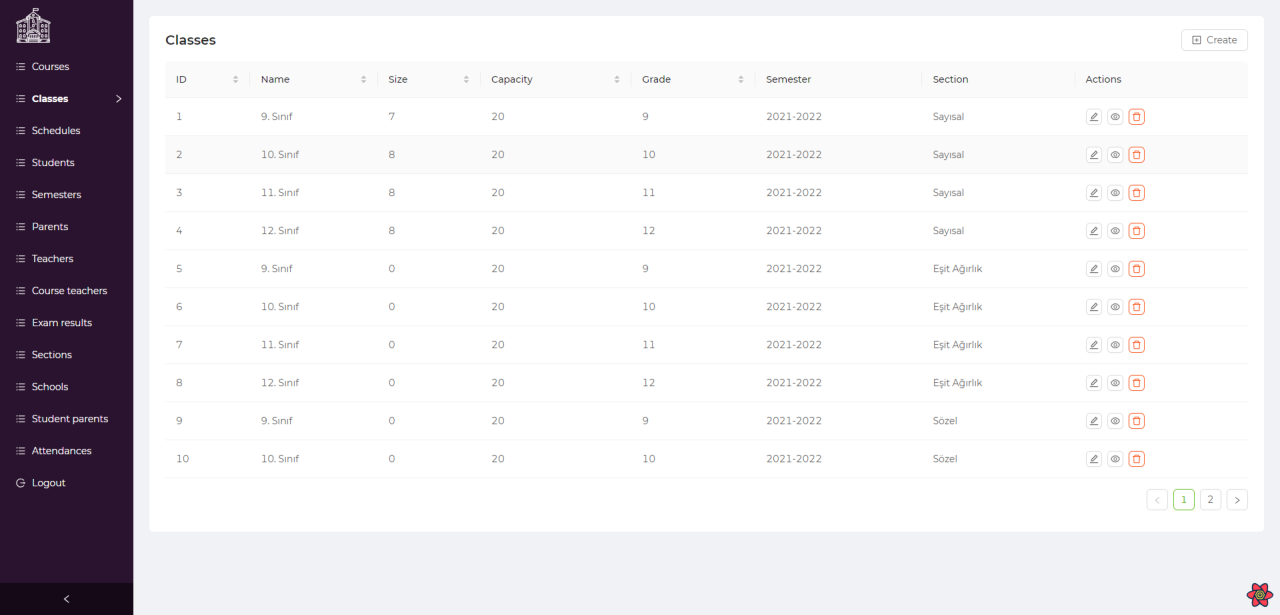 Courses
Classes
Schedules
Students
Semesters
Parents
Teachers
Course teachers
Exam results
Sections
Schools
Student parents
Attendances
Logout
Classes
Create
ID Name Size Capacity Grade Semester Section Actions
1 9. Sınıf 7 20 9 2021-2022 Sayısal
2 10. Sınıf 8 20 10 2021-2022 Sayısal
3 11. Sınıf 8 20 11 2021-2022 Sayısal
4 12. Sınıf 8 20 12 2021-2022 Sayısal
5 9. Sınıf 0 20 9 2021-2022 Eşit Ağırlık
6 10. Sınıf 0 20 10 2021-2022 Eşit Ağırlık
7 11. Sınıf 0 20 11 2021-2022 Eşit Ağırlık
8 12. Sınıf 0 20 12 2021-2022 Eşit Ağırlık
9 9. Sınıf 0 20 9 2021-2022 Sözel
10 10. Sınıf 0 20 10 2021-2022 Sözel
1 2